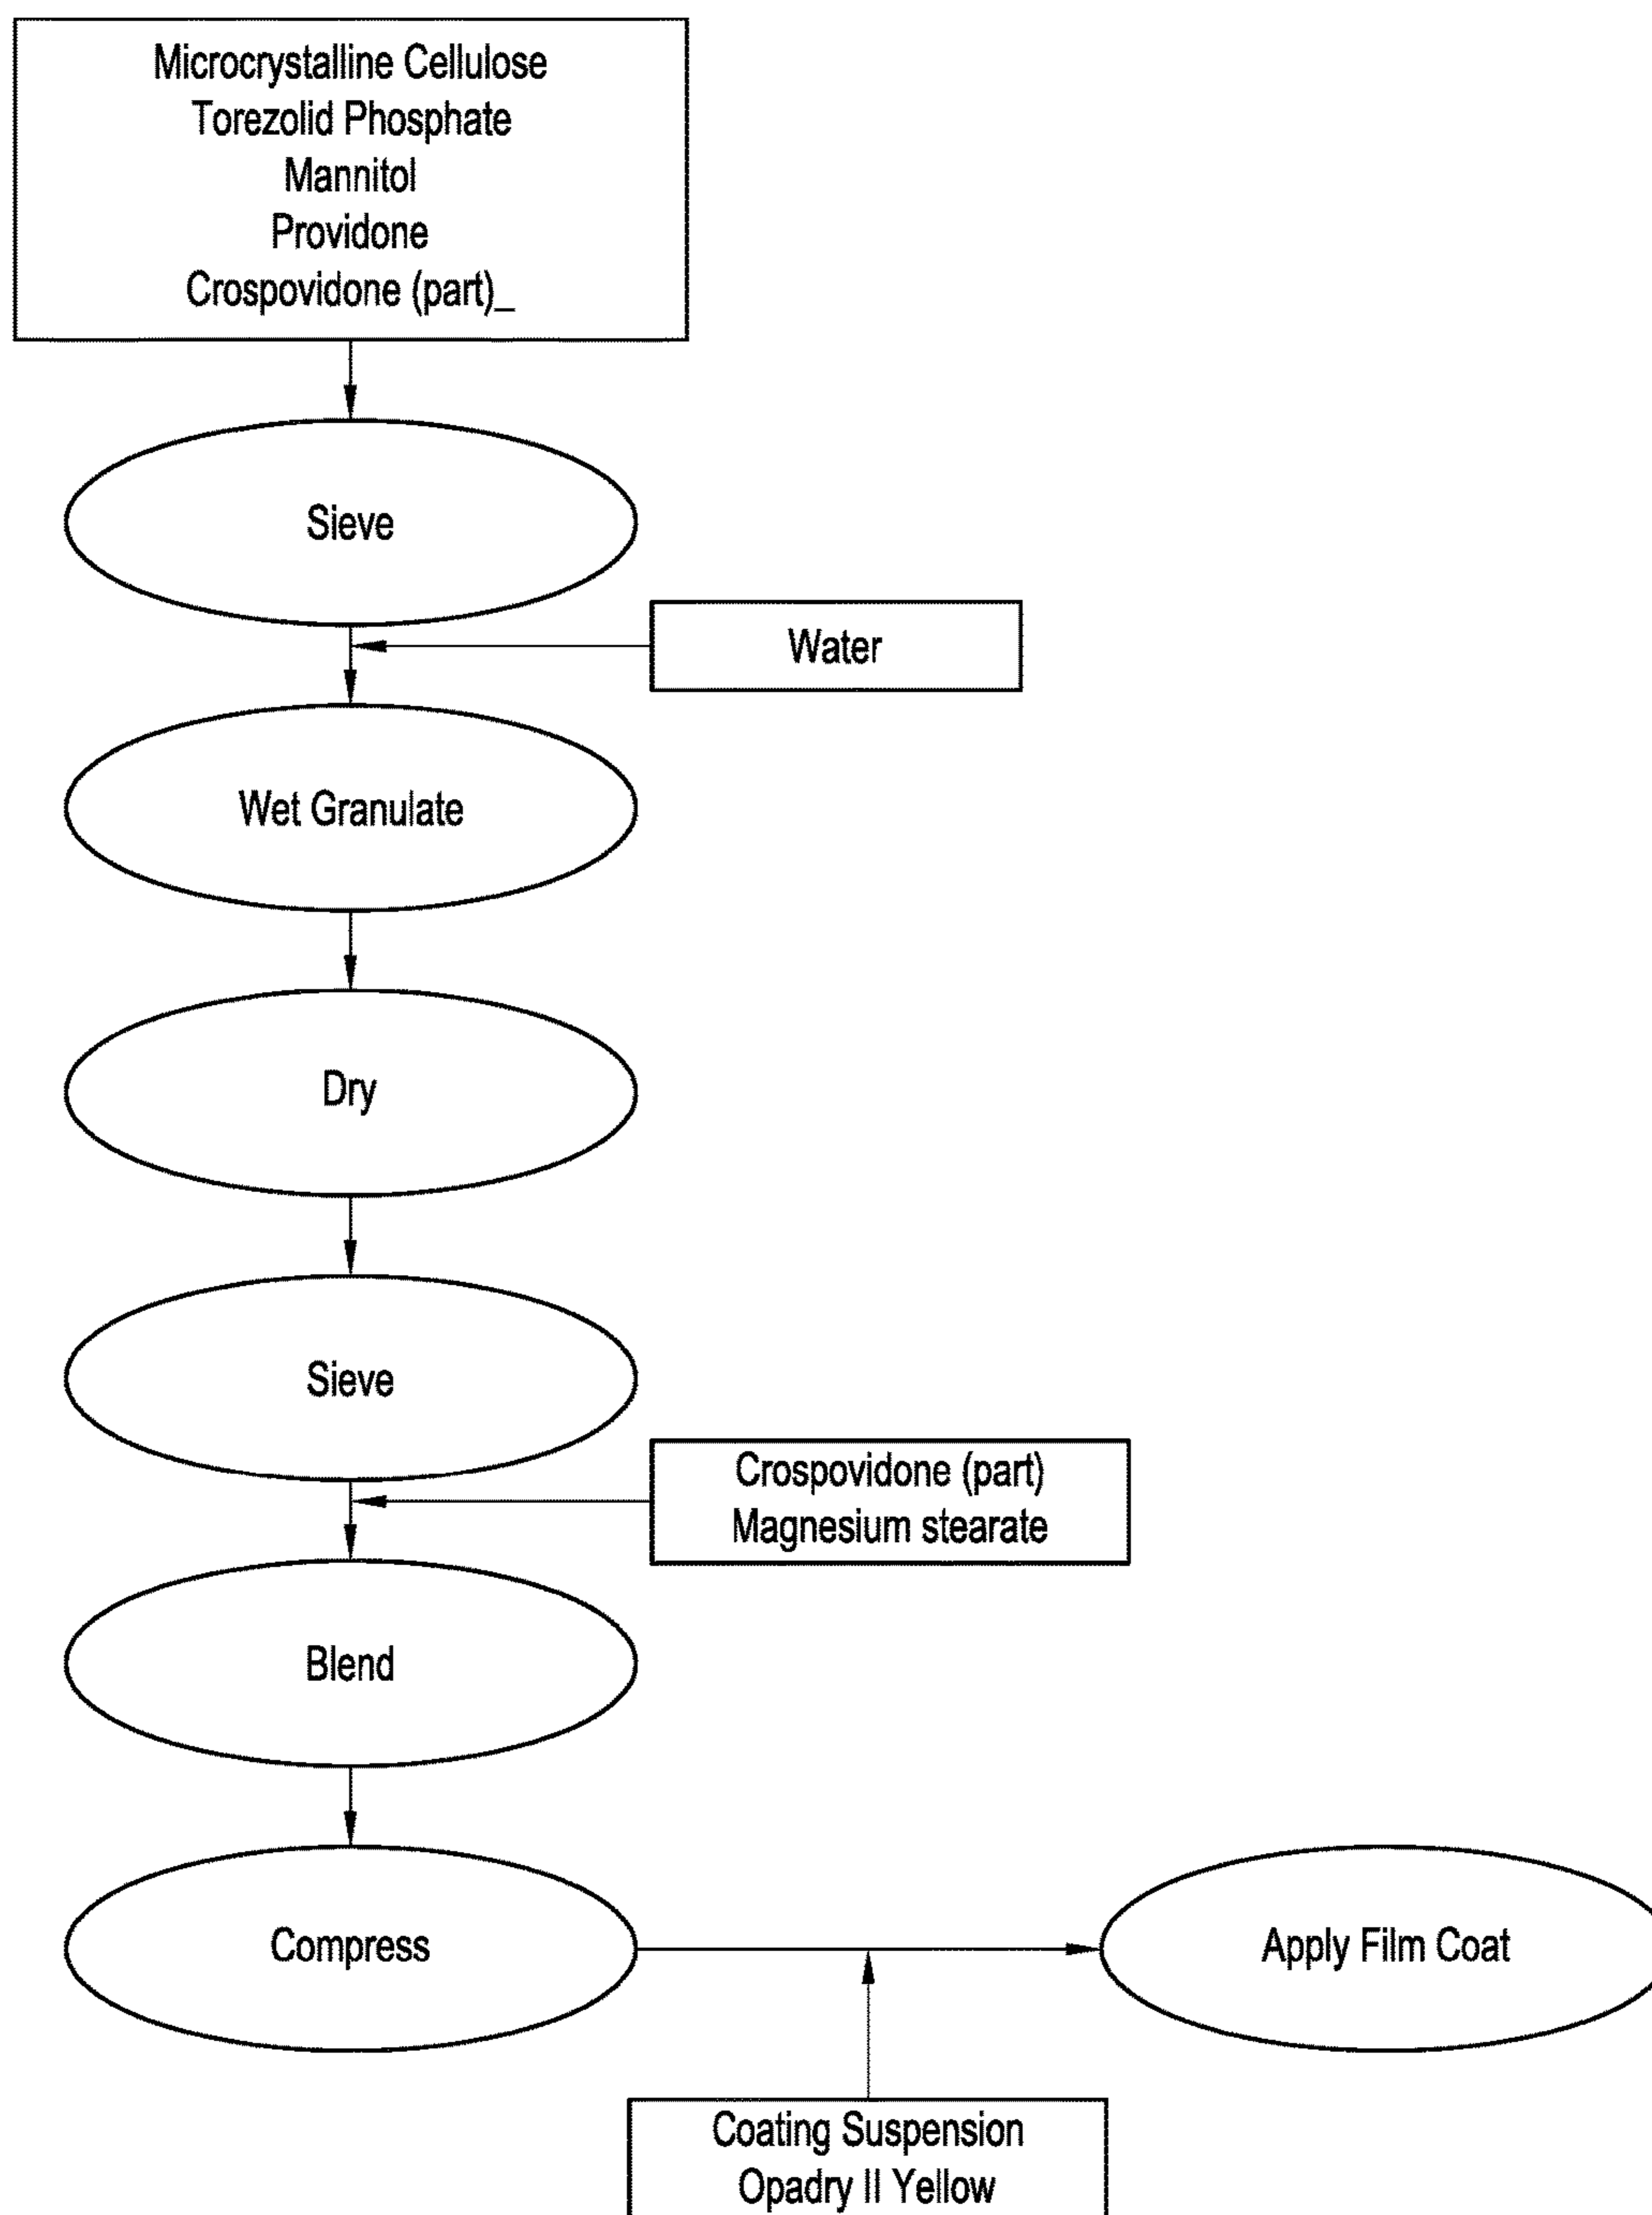 Microcrystalline Cellulose
Torezolid Phosphate
Mannitol
Providone
Crospovidone (part)_
Sieve
Water
Wet Granulate
Dry
Sieve
Crospovidone (part)
Magnesium stearate
Blend
Compress
Apply Film Coat
Coating Suspension
Opadry II Yellow